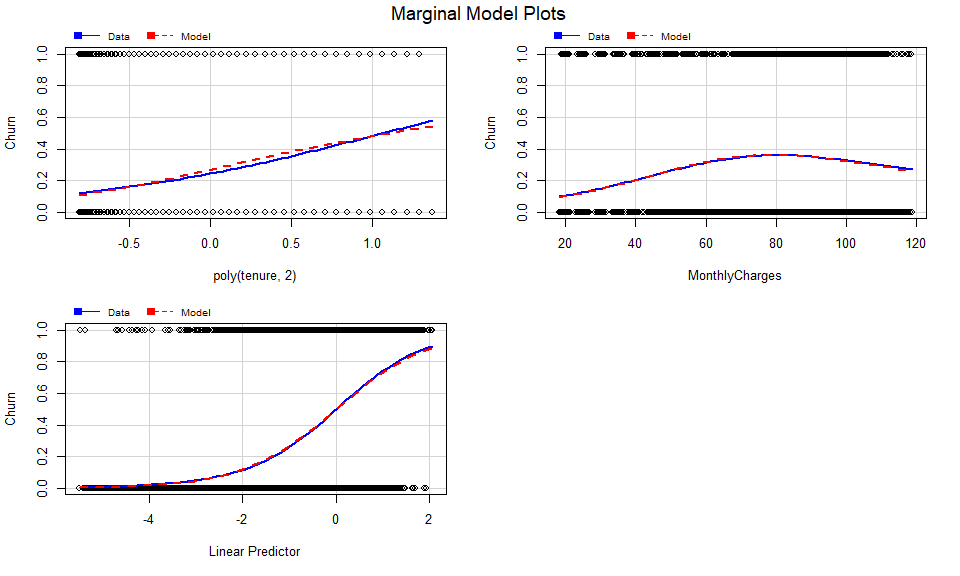 Marginal Model Plots
Data Model
Churn
0.0 0.2 0.4 0.6 0.8 1.0
-0.5 0.0 0.5 1.0
poly(tenure, 2)
Data Model
Churn
0.0 0.2 0.4 0.6 0.8 1.0
20 40 60 80 100 120
MonthlyCharges
Data Model
Churn
0.0 0.2 0.4 0.6 0.8 1.0
-4 -2 0 2
Linear Predictor